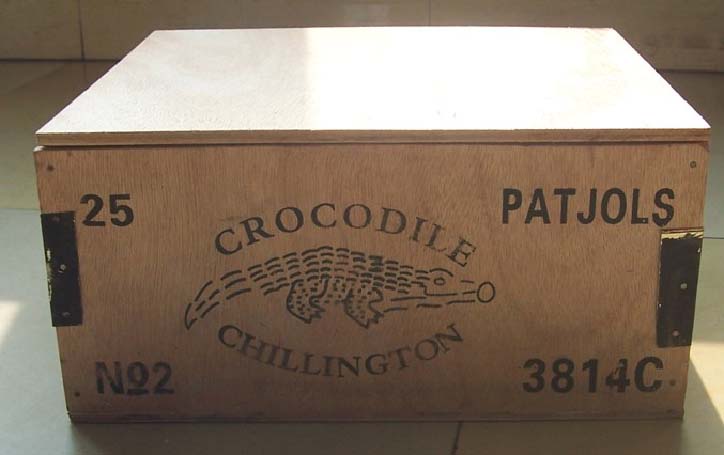 25
PATJOLS
CROCODILE
CHILLINGTON
Nº2
3814C